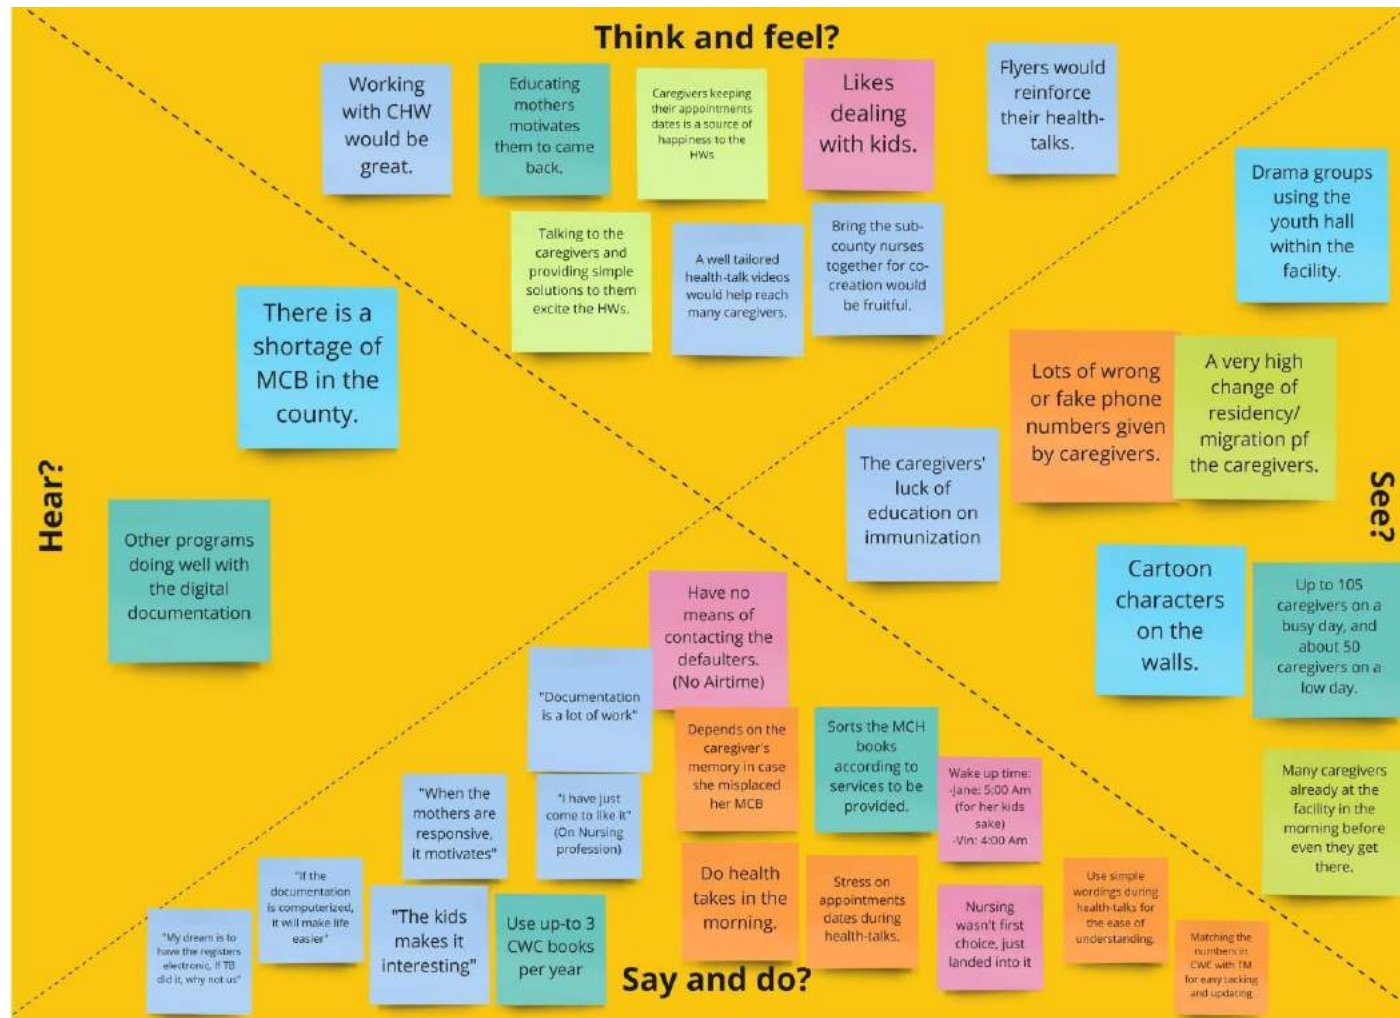 Think and feel?
Working
with CHW
would be
great.
Educating
mothers
motivates
them to came
back.
Caregivers keeping
their appointments
dates is a source of
happiness to the
HWs
Likes
dealing
with kids.
Flyers would
reinforce
their health-
talks.
Talking to the
caregivers and
providing simple
solutions to them
excite the HWs.
A well tailored
health-talk videos
would help reach
many caregivers.
Bring the sub-
county nurses
together for co-
creation would
be fruitful.
Hear?
There is a
shortage of
MCB in the
county.
Other programs
doing well with
the digital
documentation
See?
Drama groups
using the
youth hall
within the
facility.
Lots of wrong
or fake phone
numbers given
by caregivers.
A very high
change of
residency/
migration pf
the caregivers.
The caregivers'
luck of
education on
immunization
Cartoon
characters
on the
walls.
Up to 105
caregivers on a
busy day, and
about 50
caregivers on a
low day.
Many caregivers
already at the
facility in the
morning before
even they get
there.
Say and do?
Have no
means of
contacting the
defaulters.
(No Airtime)
"Documentation
is a lot of work"
Depends on the
caregiver's
memory in case
she misplaced
her MCB
Sorts the MCH
books
according to
services to be
provided.
Wake up time:
-Jane: 5:00 Am
(for her kids
sake)
-Vin: 4:00 Am
"When the
mothers are
responsive,
it motivates"
"I have just
come to like it"
(On Nursing
profession)
Do health
takes in the
morning.
Stress on
appointments
dates during
health-talks.
Nursing
wasn't first
choice, just
landed into it
Use simple
wordings during
health-talks for
the ease of
understanding.
Matching the
numbers in
CWC with TM
for easy tacking
and updating
"If the
documentation
is computerized,
it will make life
easier"
"My dream is to
have the registers
electronic, If TB
did it, why not us"
"The kids
makes it
interesting"
Use up-to 3
CWC books
per year